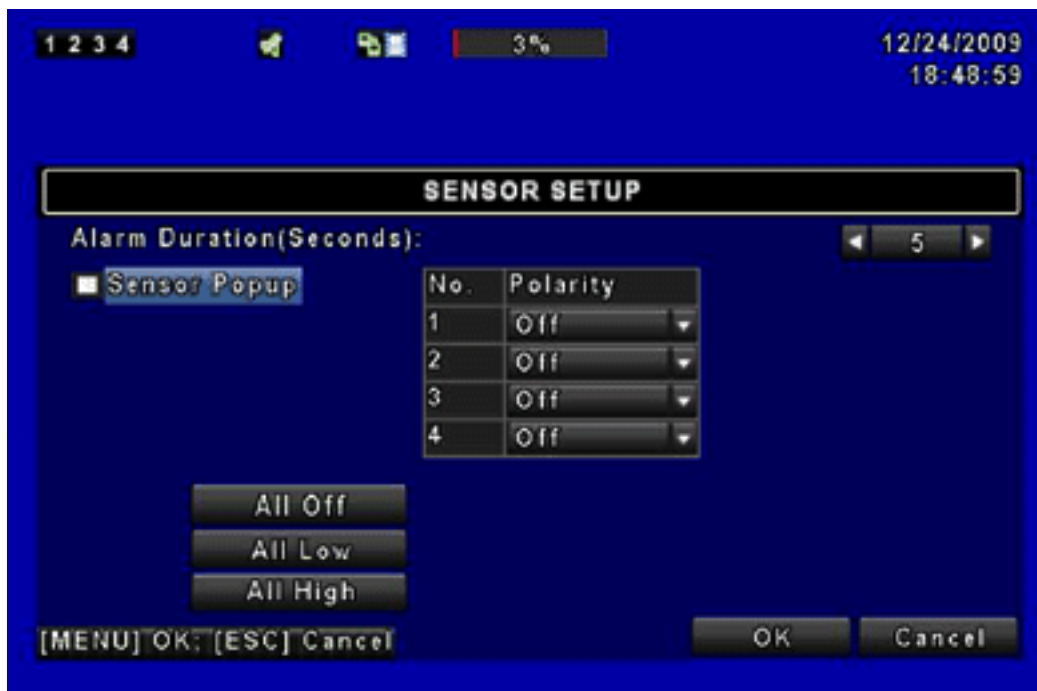 1 2 3 4
3%
12/24/2009
18:48:59
SENSOR SETUP
Alarm Duration(Seconds):
5
Sensor Popup
No. Polarity
1 Off
2 Off
3 Off
4 Off
All Off
All Low
All High
[MENU] OK; [ESC] Cancel
OK
Cancel